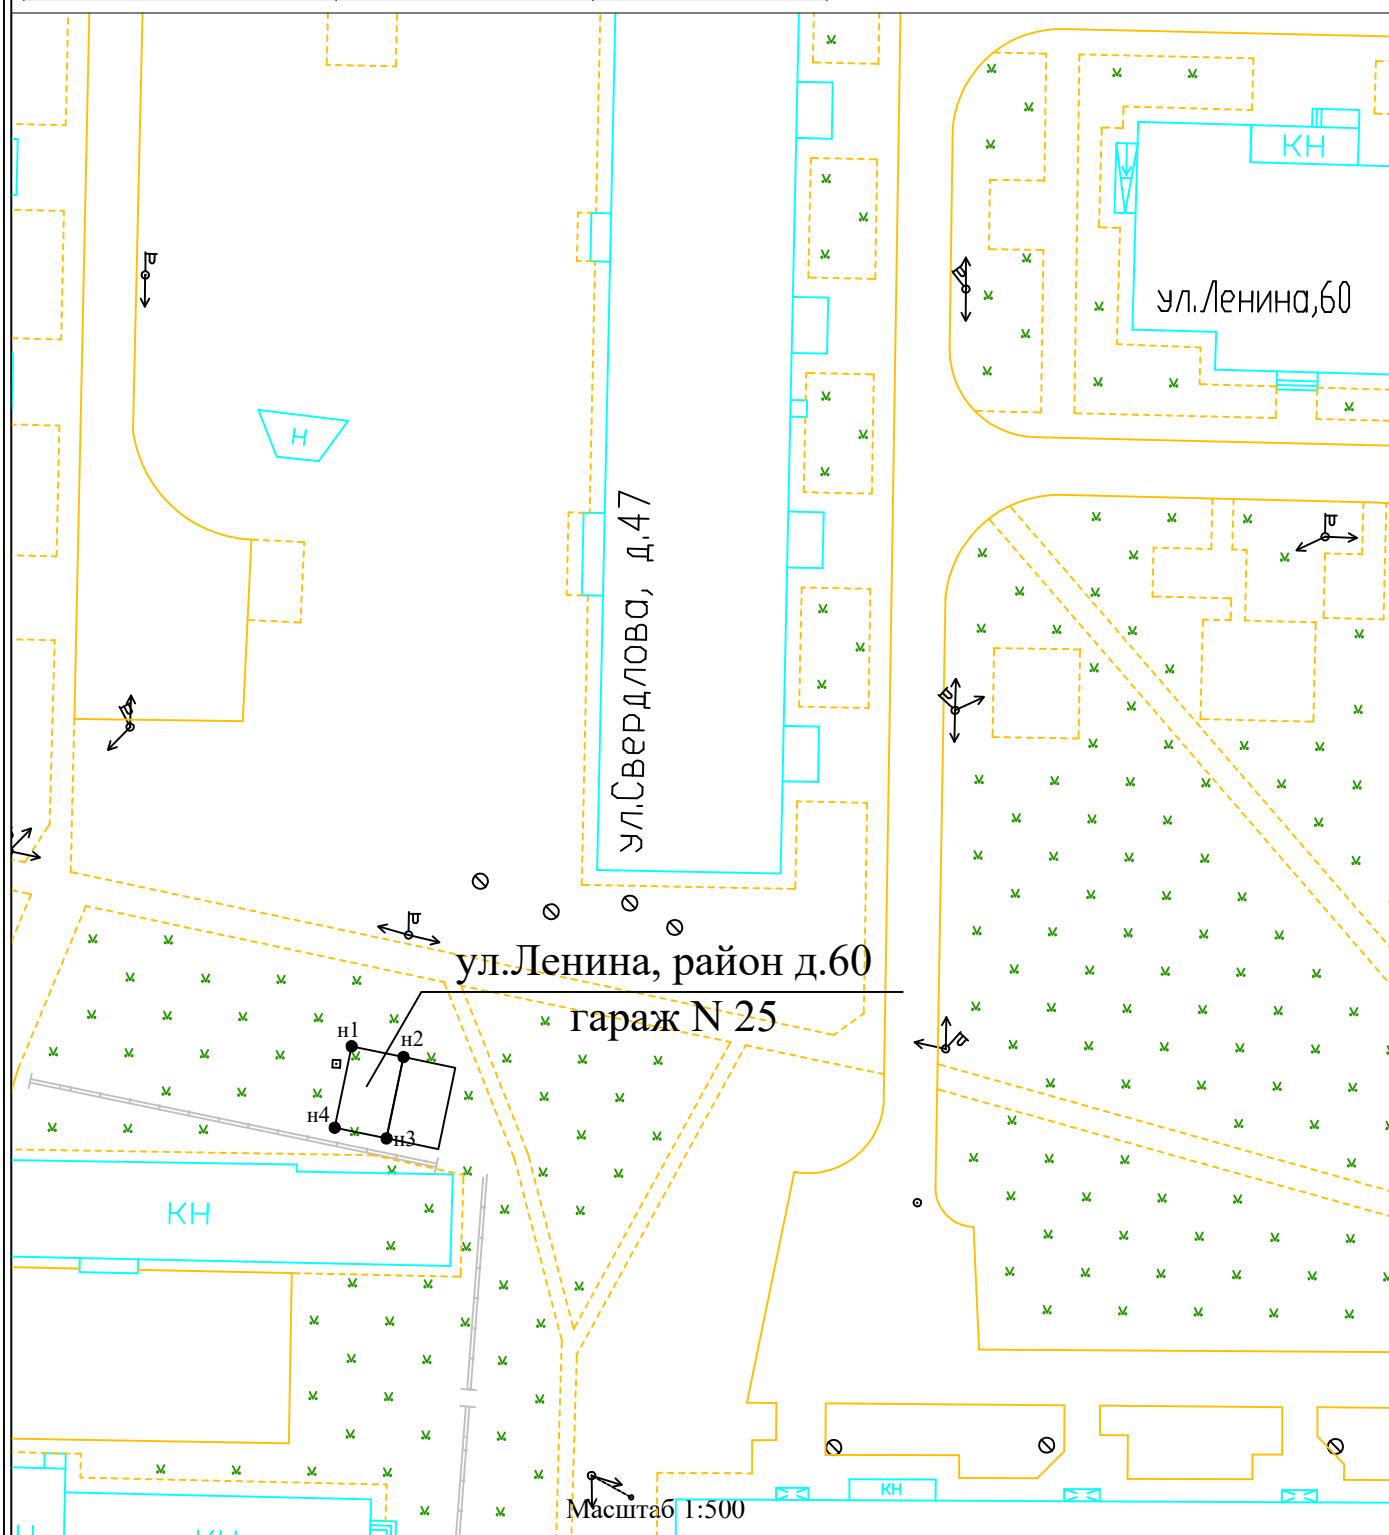 КН
ул.Ленина,60
Н
ул.Свердлова, д.47
ул.Ленина, район д.60
гараж N 25
н1
н2
н4
н3
КН
КН
Масштаб 1:500